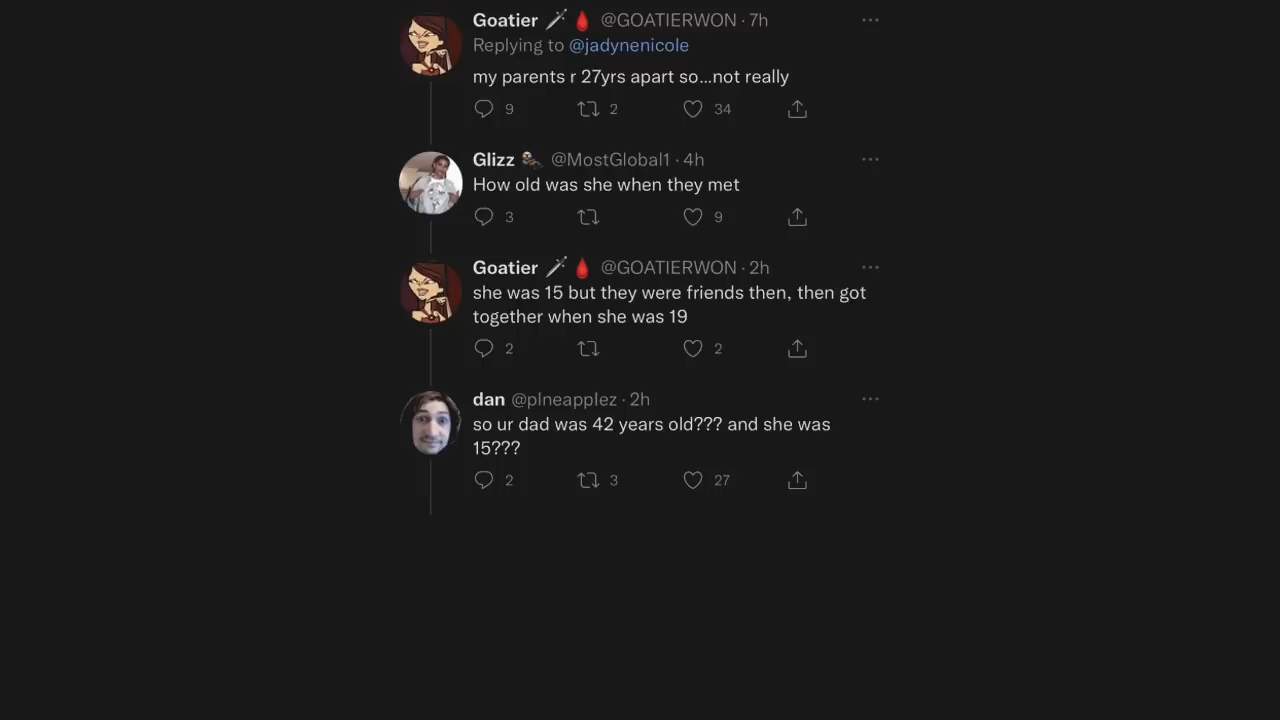 Goatier 🗡️🩸 @GOATIERWON · 7h
Replying to @jadynenicole
my parents r 27yrs apart so...not really
9 2 34
Glizz 🦦 @MostGlobal1 · 4h
How old was she when they met
3 9
Goatier 🗡️🩸 @GOATIERWON · 2h
she was 15 but they were friends then, then got
together when she was 19
2 2
dan @plneapplez · 2h
so ur dad was 42 years old??? and she was
15???
2 3 27